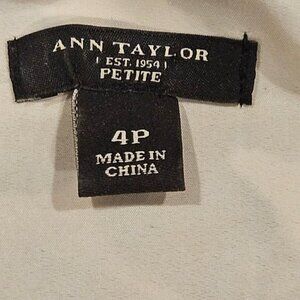 ANN TAYLOR
EST. 1954
PETITE
4P
MADE IN
CHINA